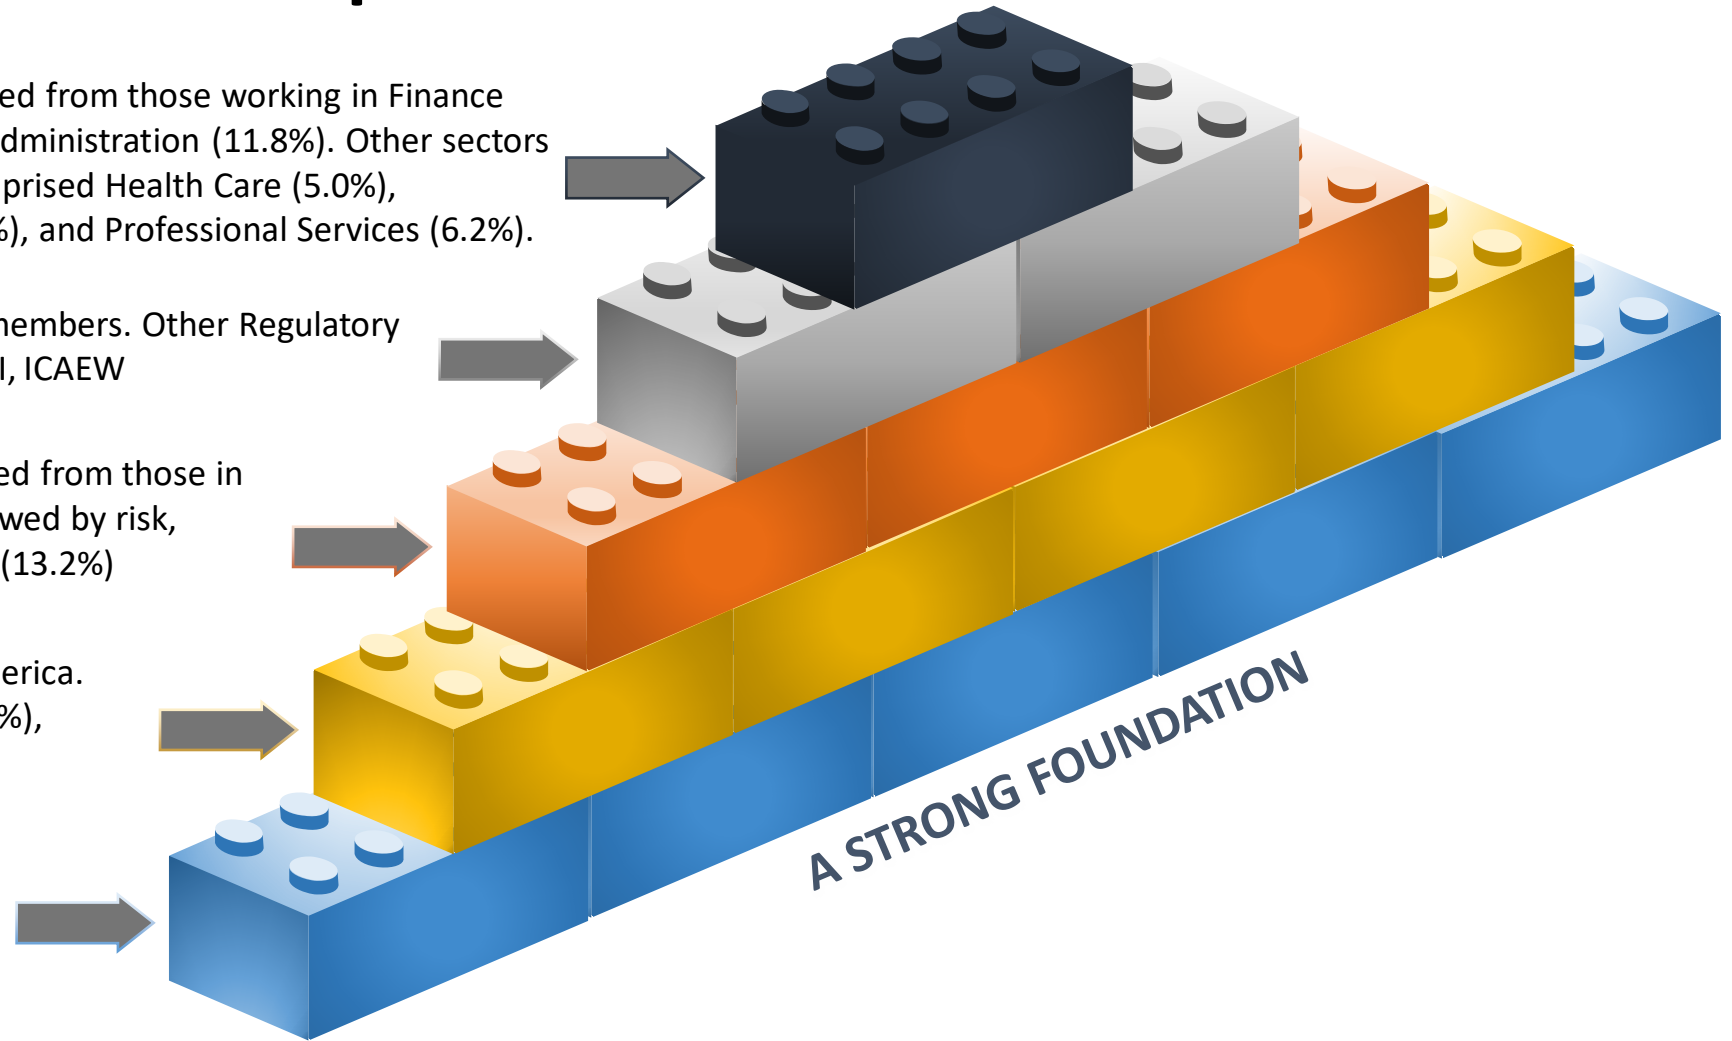 ed from those working in Finance
dministration (11.8%). Other sectors
prised Health Care (5.0%),
%), and Professional Services (6.2%).
members. Other Regulatory
I, ICAEW
ed from those in
wed by risk,
(13.2%)
erica.
%),
A STRONG FOUNDATION